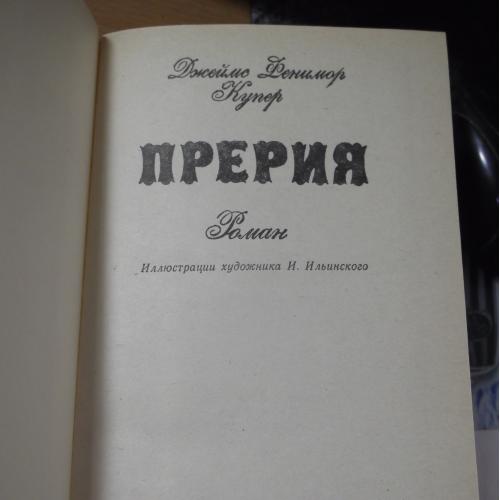 Джеймс Фенимор
Купер
ПРЕРИЯ
Роман
Иллюстрации художника И. Ильинского